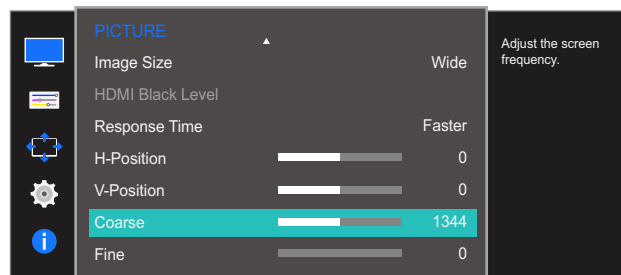 PICTURE
Image Size Wide
HDMI Black Level
Response Time Faster
H-Position 0
V-Position 0
Coarse 1344
Fine 0
Adjust the screen
frequency.